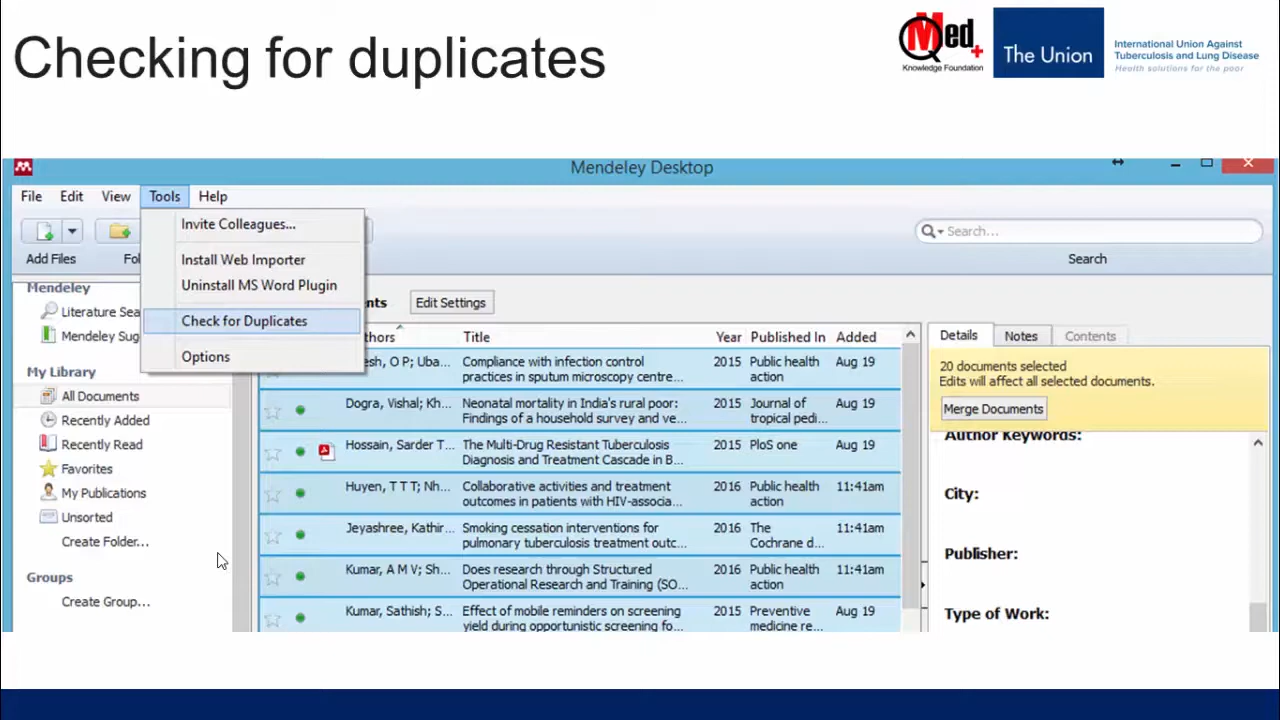 Checking for duplicates
QMed+
Knowledge Foundation
The Union
International Union Against
Tuberculosis and Lung Disease
Health solutions for the poor
Mendeley Desktop
File Edit View Tools Help
Invite Colleagues...
Install Web Importer
Uninstall MS Word Plugin
Check for Duplicates
Options
Search...
Add Files
Fol
Search
Mendeley
Literature Sea
Mendeley Sug
My Library
All Documents
Recently Added
Recently Read
Favorites
My Publications
Unsorted
Create Folder...
Groups
Create Group...
ents
Edit Settings
thors Title Year Published In Added
esh, O P; Uba... Compliance with infection control 2015 Public health Aug 19
practices in sputum microscopy centre... action
Dogra, Vishal; Kh... Neonatal mortality in India's rural poor: 2015 Journal of Aug 19
Findings of a household survey and ve... tropical pedi...
Hossain, Sarder T... The Multi-Drug Resistant Tuberculosis 2015 PloS one Aug 19
Diagnosis and Treatment Cascade in B...
Huyen, T T T; Nh... Collaborative activities and treatment 2016 Public health 11:41am
outcomes in patients with HIV-associa... action
Jeyashree, Kathir... Smoking cessation interventions for 2016 The 11:41am
pulmonary tuberculosis treatment outc... Cochrane d...
Kumar, A M V; Sh... Does research through Structured 2016 Public health 11:41am
Operational Research and Training (SO... action
Kumar, Sathish; S... Effect of mobile reminders on screening 2015 Preventive Aug 19
yield during opportunistic screening fo... medicine re...
Details Notes Contents
20 documents selected
Edits will affect all selected documents.
Merge Documents
Author Keywords:
City:
Publisher:
Type of Work: